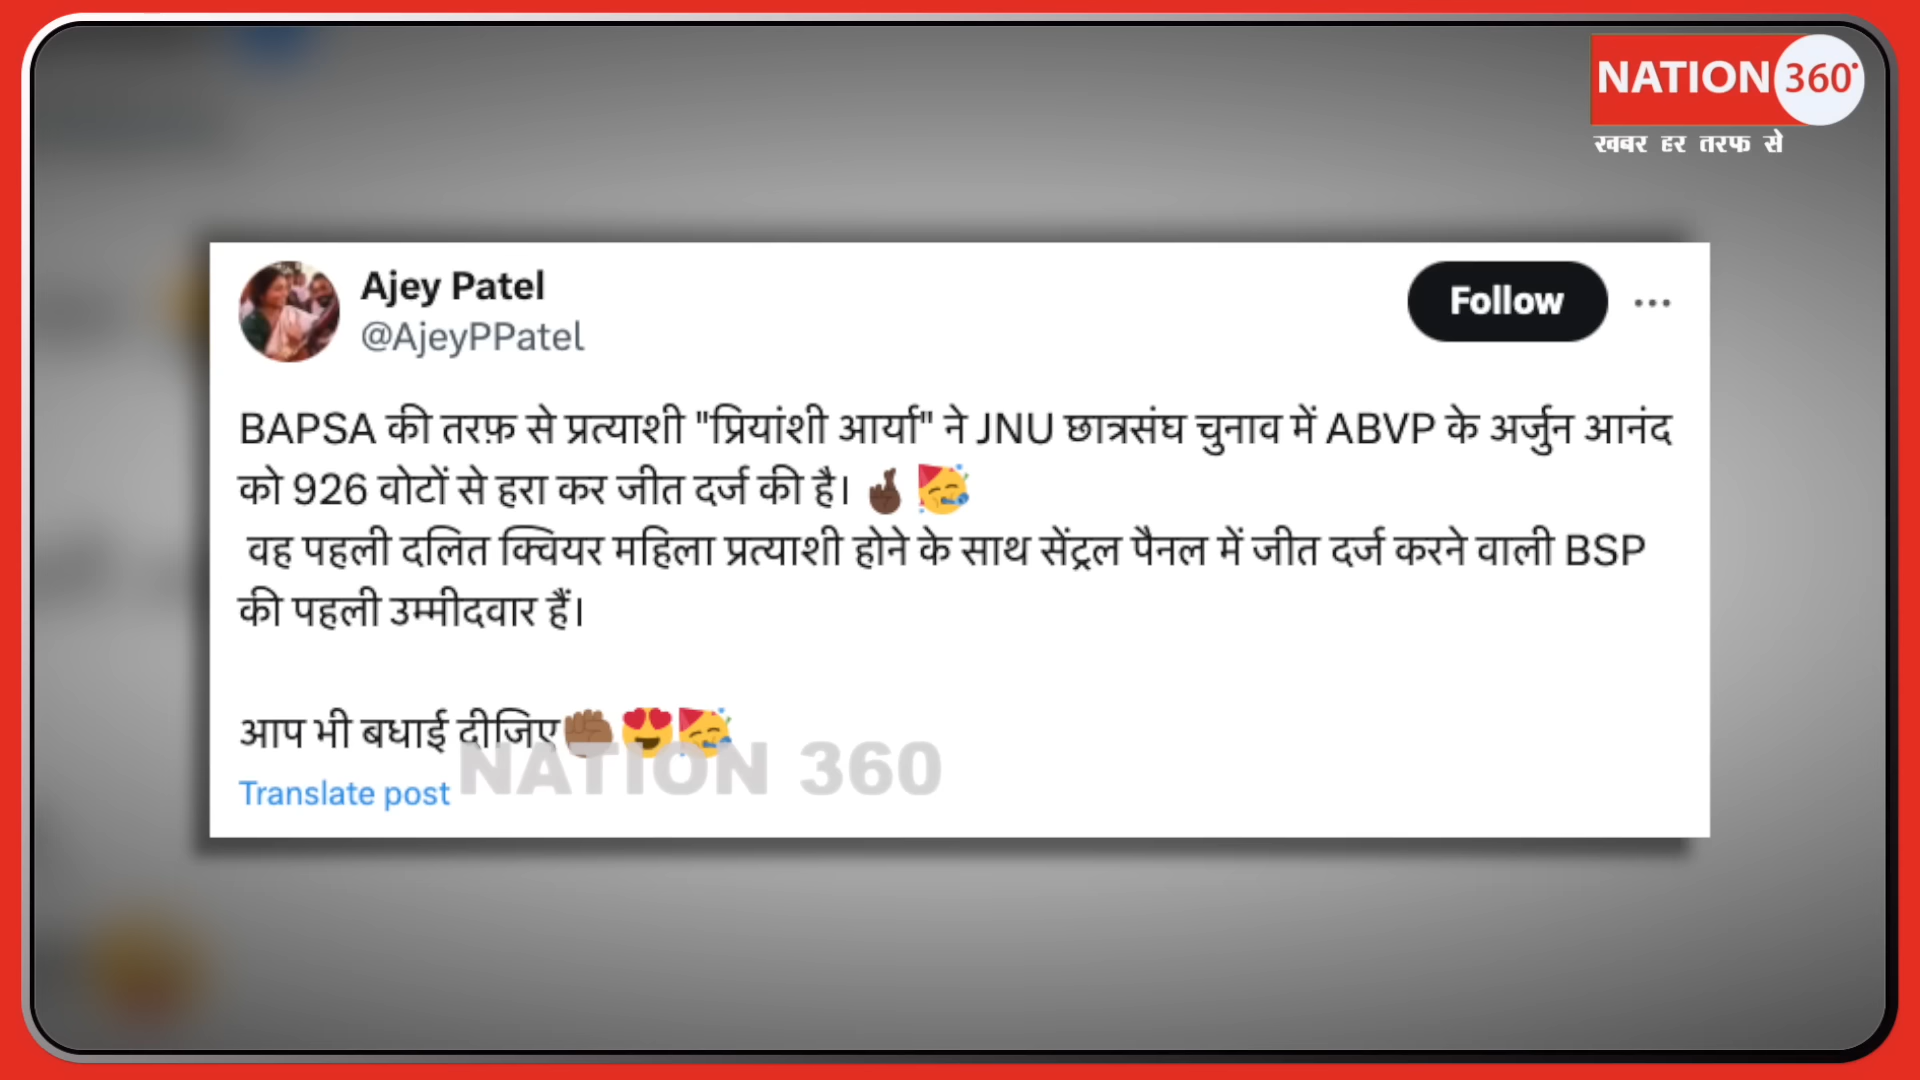 NATION 360°
खबर हर तरफ से
Ajey Patel
@AjeyPPatel
Follow
BAPSA की तरफ़ से प्रत्याशी "प्रियांशी आर्या" ने JNU छात्रसंघ चुनाव में ABVP के अर्जुन आनंद
को 926 वोटों से हरा कर जीत दर्ज की है। 🤞🏿 🥳
वह पहली दलित क्वियर महिला प्रत्याशी होने के साथ सेंट्रल पैनल में जीत दर्ज करने वाली BSP
की पहली उम्मीदवार हैं।
आप भी बधाई दीजिए✊🏾😍🥳
NATION 360
Translate post